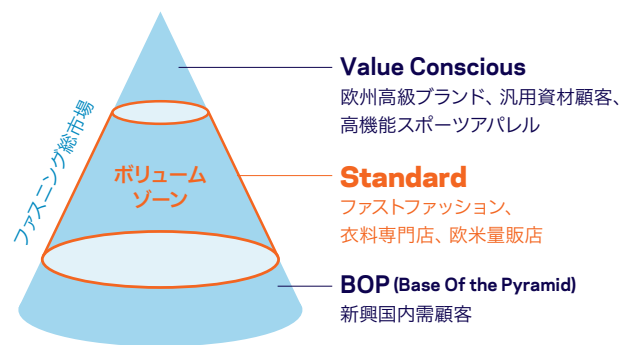 Value Conscious
欧州高級ブランド、汎用資材顧客、
高機能スポーツアパレル
ファスニング総市場
ボリューム
ゾーン
Standard
ファストファッション、
衣料専門店、欧米量販店
BOP (Base Of the Pyramid)
新興国内需顧客